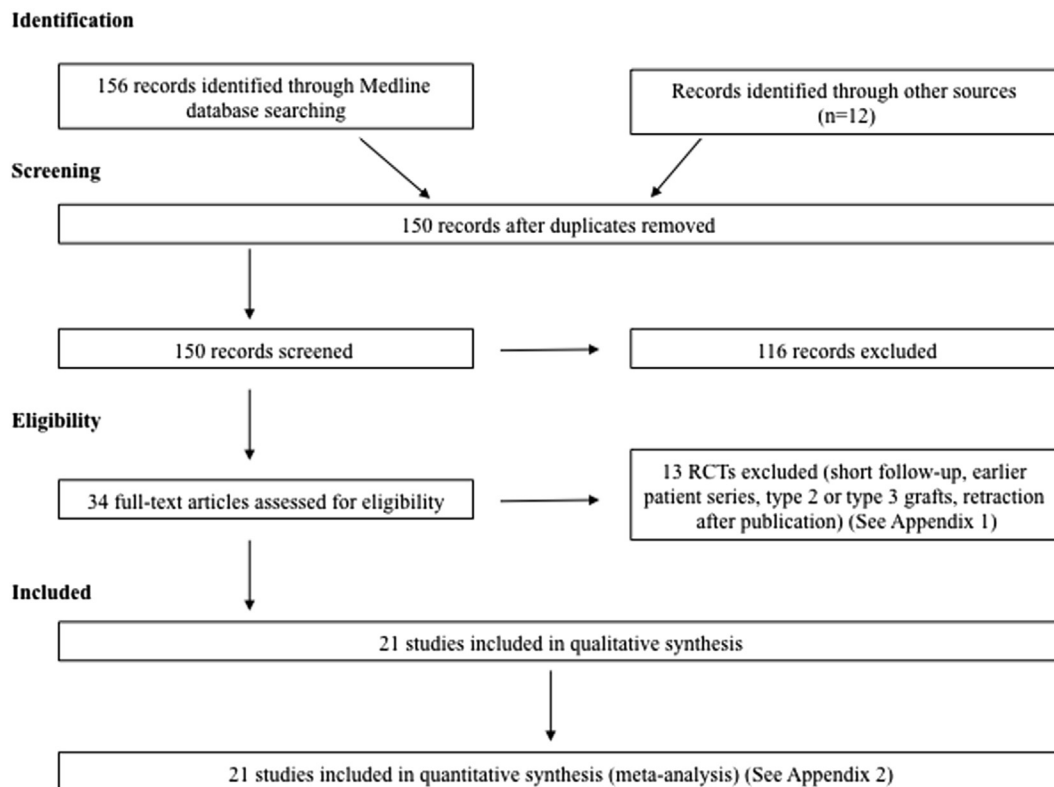 Identification
156 records identified through Medline
database searching
Records identified through other sources
(n=12)
Screening
150 records after duplicates removed
150 records screened
116 records excluded
Eligibility
34 full-text articles assessed for eligibility
13 RCTs excluded (short follow-up, earlier
patient series, type 2 or type 3 grafts, retraction
after publication) (See Appendix 1)
Included
21 studies included in qualitative synthesis
21 studies included in quantitative synthesis (meta-analysis) (See Appendix 2)